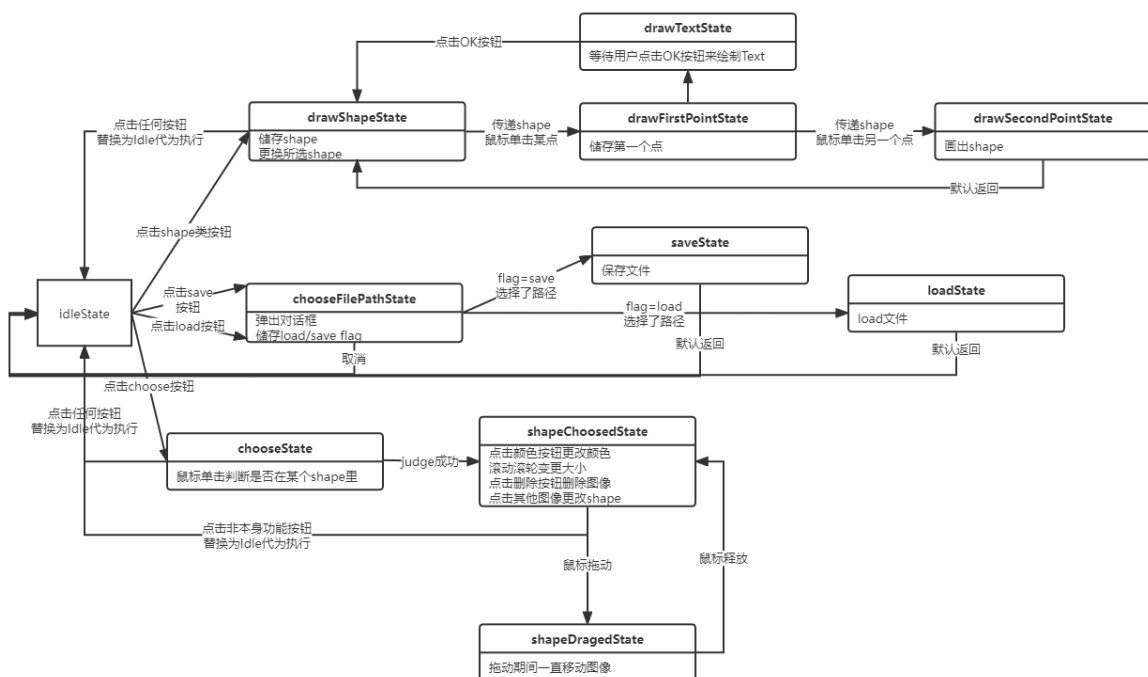 drawTextState
等待用户点击OK按钮来绘制Text
点击OK按钮
点击任何按钮
替换为Idle代为执行
drawShapeState
储存shape
更换所选shape
传递shape
鼠标单击某点
drawFirstPointState
储存第一个点
传递shape
鼠标单击另一个点
drawSecondPointState
画出shape
默认返回
点击shape类按钮
saveState
保存文件
flag=save
选择了路径
idleState
点击save
按钮
点击load按钮
chooseFilePathState
弹出对话框
储存load/save flag
flag=load
选择了路径
loadState
load文件
取消
默认返回
默认返回
点击choose按钮
点击任何按钮
替换为Idle代为执行
chooseState
鼠标单击判断是否在某个shape里
judge成功
shapeChoosedState
点击颜色按钮更改颜色
滚动滚轮变更大小
点击删除按钮删除图像
点击其他图像更改shape
点击非本身功能按钮
替换为Idle代为执行
鼠标拖动
鼠标释放
shapeDragedState
拖动期间一直移动图像